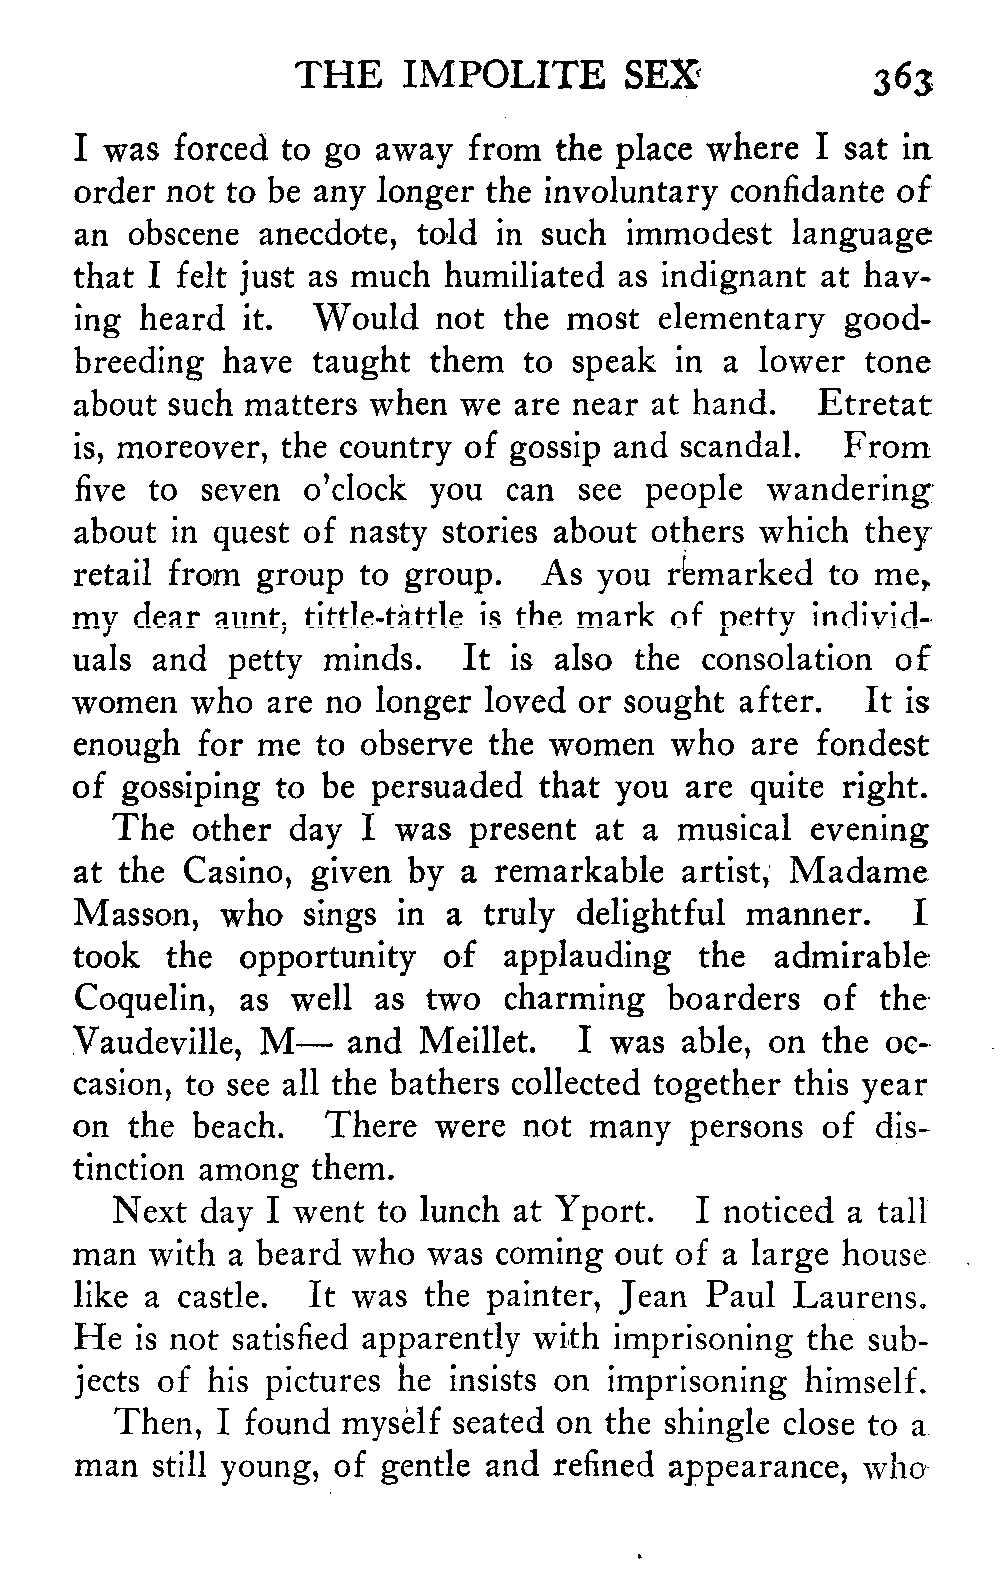 THE IMPOLITE SEX 363
I was forced to go away from the place where I sat in
order not to be any longer the involuntary confidante of
an obscene anecdote, told in such immodest language
that I felt just as much humiliated as indignant at hav-
ing heard it. Would not the most elementary good-
breeding have taught them to speak in a lower tone
about such matters when we are near at hand. Etretat
is, moreover, the country of gossip and scandal. From
five to seven o'clock you can see people wandering
about in quest of nasty stories about others which they
retail from group to group. As you remarked to me,
my dear aunt, tittle-tattle is the mark of petty individ-
uals and petty minds. It is also the consolation of
women who are no longer loved or sought after. It is
enough for me to observe the women who are fondest
of gossiping to be persuaded that you are quite right.
The other day I was present at a musical evening
at the Casino, given by a remarkable artist, Madame
Masson, who sings in a truly delightful manner. I
took the opportunity of applauding the admirable
Coquelin, as well as two charming boarders of the
Vaudeville, M— and Meillet. I was able, on the oc-
casion, to see all the bathers collected together this year
on the beach. There were not many persons of dis-
tinction among them.
Next day I went to lunch at Yport. I noticed a tall
man with a beard who was coming out of a large house
like a castle. It was the painter, Jean Paul Laurens.
He is not satisfied apparently with imprisoning the sub-
jects of his pictures he insists on imprisoning himself.
Then, I found myself seated on the shingle close to a
man still young, of gentle and refined appearance, who